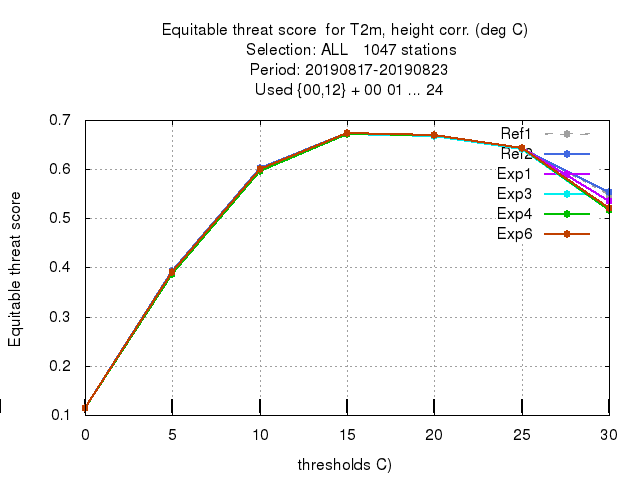 Equitable threat score for T2m, height corr. (deg C)
Selection: ALL 1047 stations
Period: 20190817-20190823
Used {00,12} + 00 01 ... 24
Equitable threat score
0.7
0.6
0.5
0.4
0.3
0.2
0.1
Ref1
Ref2
Exp1
Exp3
Exp4
Exp6
0 5 10 15 20 25 30
thresholds C)